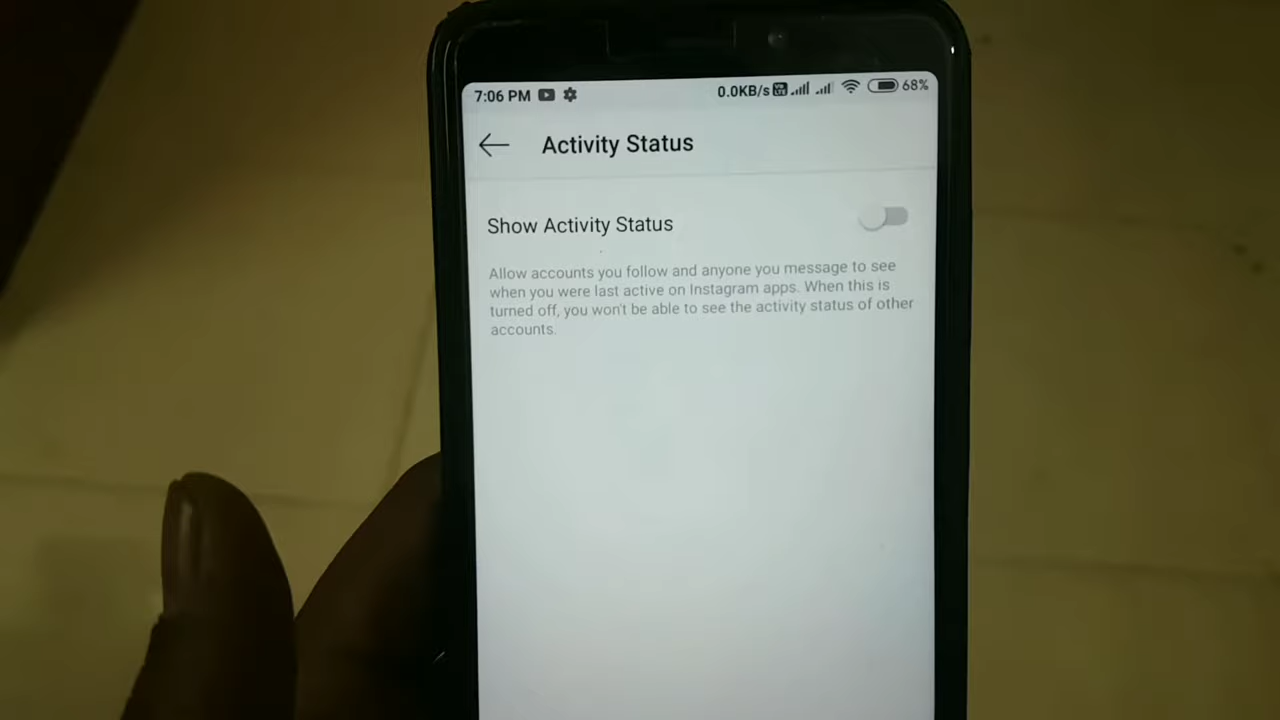 7:06 PM 0.0KB/s 68%
Activity Status
Show Activity Status
Allow accounts you follow and anyone you message to see
when you were last active on Instagram apps. When this is
turned off, you won't be able to see the activity status of other
accounts.